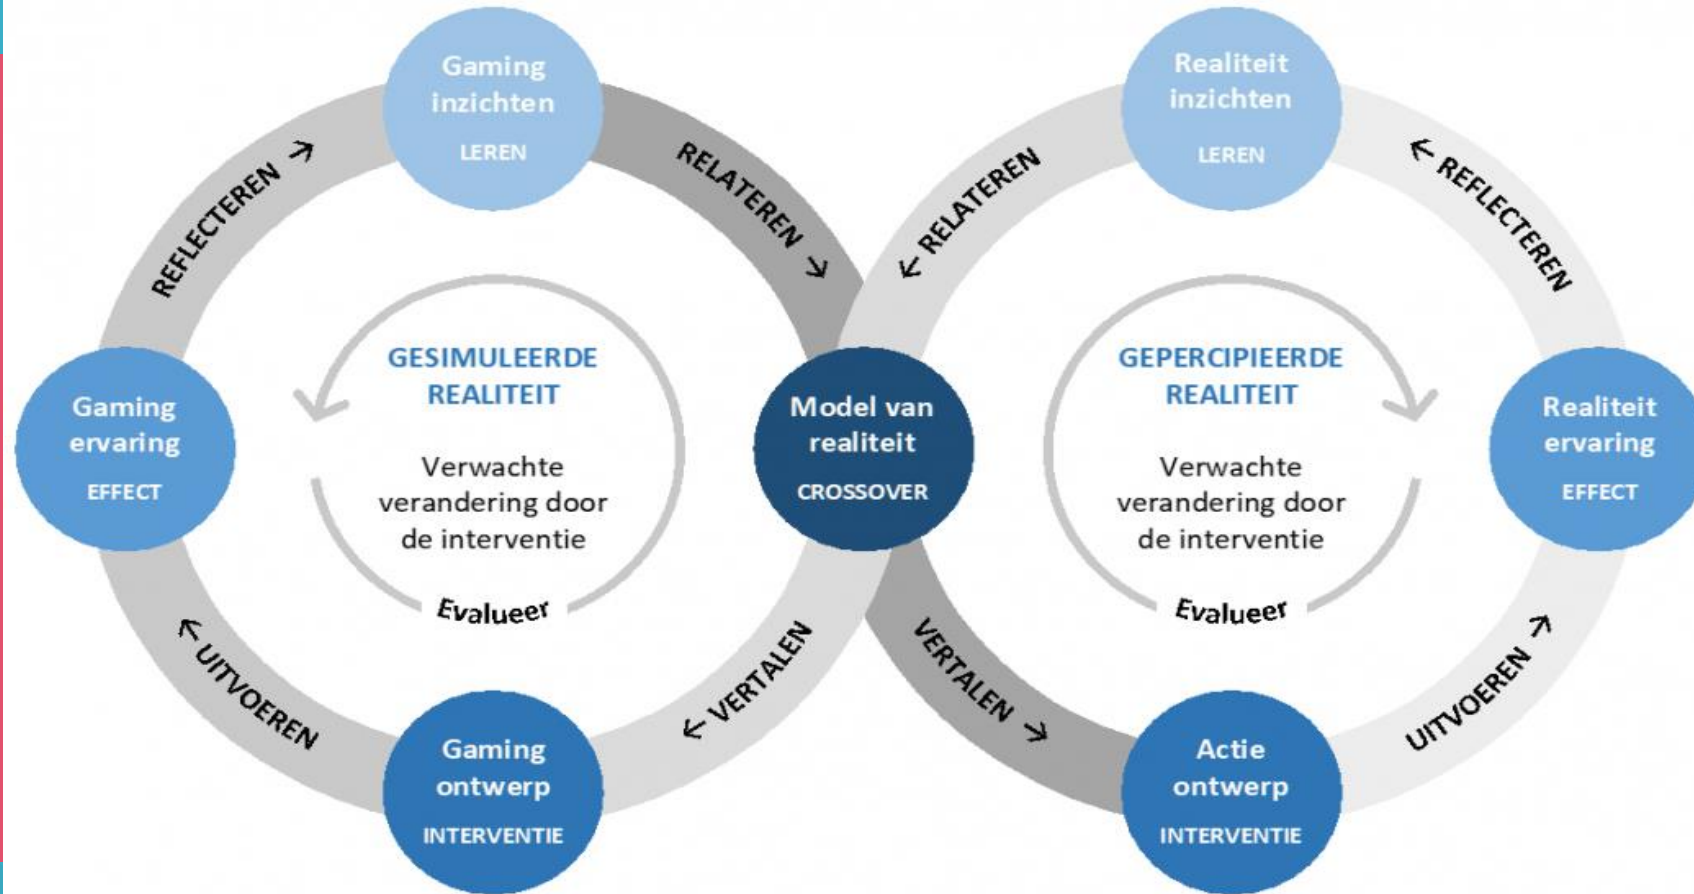 Gaming
inzichten
LEREN
Realiteit
inzichten
LEREN
REFLECTEREN →
RELATEREN →
← RELATEREN
← REFLECTEREN
GESIMULEERDE
REALITEIT
Verwachte
verandering door
de interventie
Evalueer
GEPERCIPIEERDE
REALITEIT
Verwachte
verandering door
de interventie
Evalueer
Gaming
ervaring
EFFECT
Model van
realiteit
CROSSOVER
Realiteit
ervaring
EFFECT
← UITVOEREN
← VERTALEN
VERTALEN →
UITVOEREN →
Gaming
ontwerp
INTERVENTIE
Actie
ontwerp
INTERVENTIE